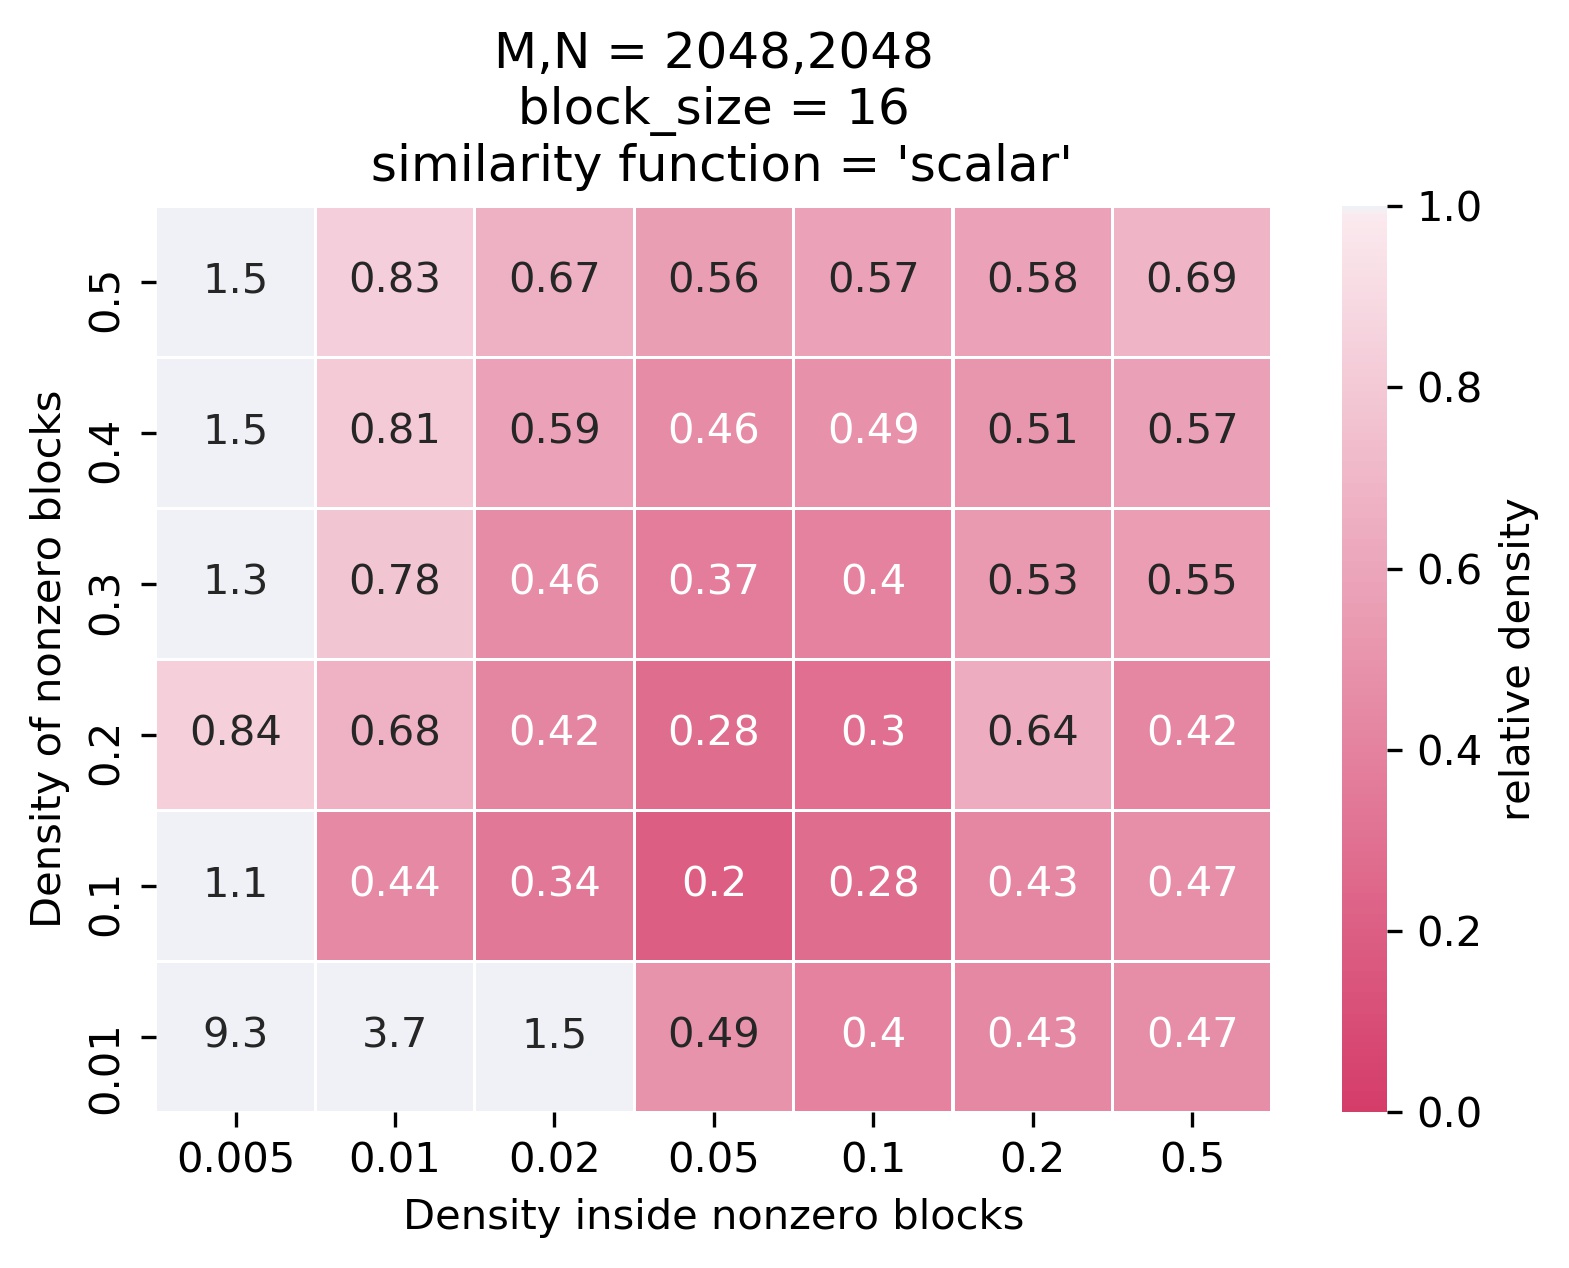 M,N = 2048,2048
block_size = 16
similarity function = 'scalar'
Density of nonzero blocks
0.5 1.5 0.83 0.67 0.56 0.57 0.58 0.69
0.4 1.5 0.81 0.59 0.46 0.49 0.51 0.57
0.3 1.3 0.78 0.46 0.37 0.4 0.53 0.55
0.2 0.84 0.68 0.42 0.28 0.3 0.64 0.42
0.1 1.1 0.44 0.34 0.2 0.28 0.43 0.47
0.01 9.3 3.7 1.5 0.49 0.4 0.43 0.47
0.005 0.01 0.02 0.05 0.1 0.2 0.5
Density inside nonzero blocks
1.0
0.8
0.6
0.4
0.2
0.0
relative density